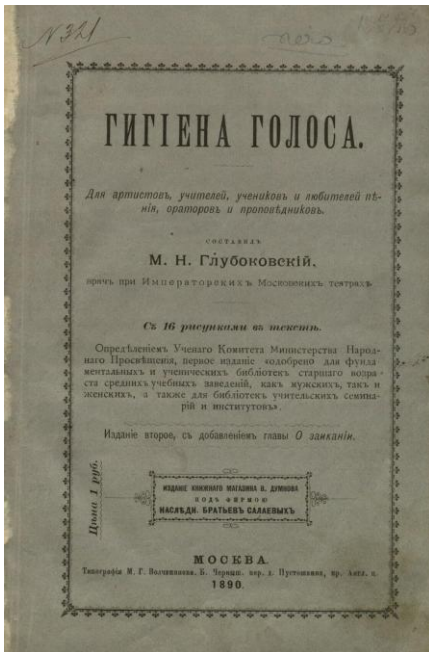 N 321
ГИГІЕНА ГОЛОСА.
Для артистовъ, учителей, учениковъ и любителей пѣ-
нія, ораторовъ и проповѣдниковъ.
СОСТАВИЛЪ
М. Н. Глубоковскій,
врачъ при Императорскихъ Московскихъ театрахъ.
Съ 16 рисунками въ текстѣ.
Опредѣленіемъ Ученаго Комитета Министерства Народ-
наго Просвѣщенія, первое изданіе «одобрено для фунда
ментальныхъ и ученическихъ библіотекъ старшаго возра-
ста среднихъ учебныхъ заведеній, какъ мужскихъ, такъ и
женскихъ, а также для библіотекъ учительскихъ семина-
рій и институтовъ».
Изданіе второе, съ добавленіемъ главы О заиканіи.
Цѣна 1 руб.
ИЗДАНІЕ КНИЖНАГО МАГАЗИНА В. ДУМНОВА
ПОДЪ ФИРМОЮ
НАСЛѢДН. БРАТЬЕВЪ САЛАЕВЫХЪ
МОСКВА.
Типографія М. Г. Волчанинова, Б. Черныш. пер. д. Пустошкина, пр. Англ. ц.
1890.